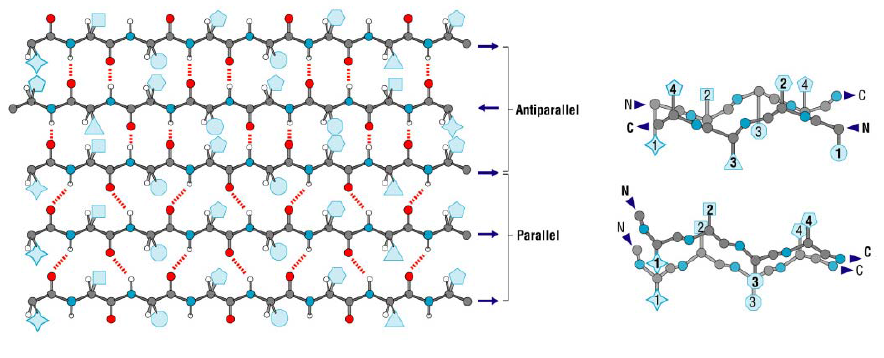 Antiparallel
Parallel
4 2 2 4
N C
C N
1 3 3 1
N
N 2
2 4
4
C
1 C
1 3
3